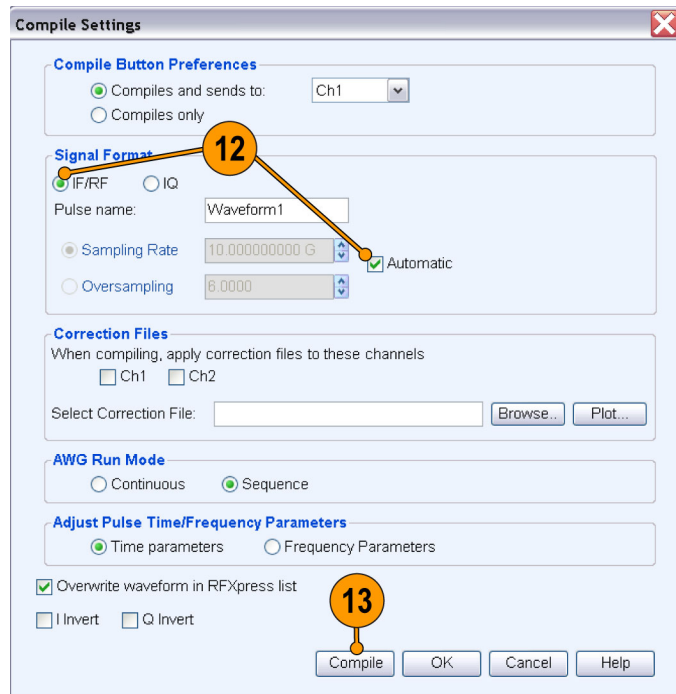 Compile Settings
Compile Button Preferences
Compiles and sends to: Ch1
Compiles only
12
Signal Format
IF/RF IQ
Pulse name: Waveform1
Sampling Rate 10.000000000 G
Automatic
Oversampling 6.0000
Correction Files
When compiling, apply correction files to these channels
Ch1 Ch2
Select Correction File: Browse.. Plot...
AWG Run Mode
Continuous Sequence
Adjust Pulse Time/Frequency Parameters
Time parameters Frequency Parameters
Overwrite waveform in RFXpress list
13
I Invert Q Invert
Compile OK Cancel Help